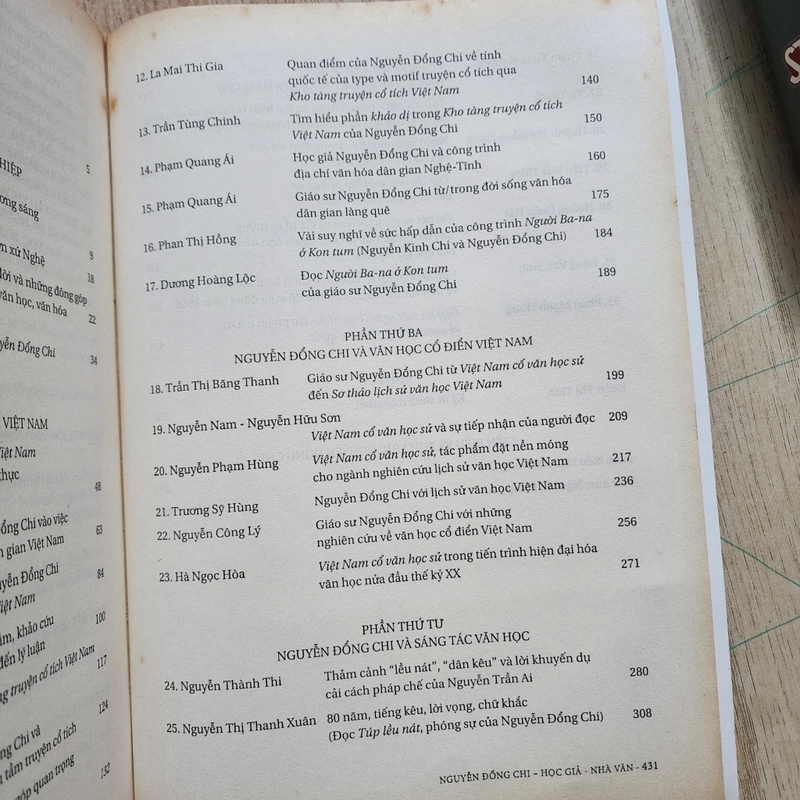 HIỆP
5
ương sáng
ơn xứ Nghệ
9
đời và những đóng góp
18
văn học, văn hóa
22
uyễn Đổng Chi
34
VIỆT NAM
Việt Nam
thực
48
Đổng Chi vào việc
n gian Việt Nam
63
uyễn Đổng Chi
84
Việt Nam
ầm, khảo cứu
100
đến lý luận
ng truyện cổ tích Việt Nam
117
124
ng Chi và
u tầm truyện cổ tích
góp quan trọng
132
12. La Mai Thi Gia Quan điểm của Nguyễn Đổng Chi về tính
quốc tế của type và motif truyện cổ tích qua
Kho tàng truyện cổ tích Việt Nam 140
13. Trần Tùng Chinh Tìm hiểu phần khảo dị trong Kho tàng truyện cổ tích
Việt Nam của Nguyễn Đổng Chi 150
14. Phạm Quang Ái Học giả Nguyễn Đổng Chi và công trình
địa chí văn hóa dân gian Nghệ-Tĩnh 160
15. Phạm Quang Ái Giáo sư Nguyễn Đổng Chi từ/trong đời sống văn hóa
dân gian làng quê 175
16. Phan Thị Hồng Vài suy nghĩ về sức hấp dẫn của công trình Người Ba-na
ở Kon tum (Nguyễn Kinh Chi và Nguyễn Đổng Chi) 184
17. Dương Hoàng Lộc Đọc Người Ba-na ở Kon tum
của giáo sư Nguyễn Đổng Chi 189
PHẦN THỨ BA
NGUYỄN ĐỔNG CHI VÀ VĂN HỌC CỔ ĐIỂN VIỆT NAM
18. Trần Thị Băng Thanh Giáo sư Nguyễn Đổng Chi từ Việt Nam cổ văn học sử
đến Sơ thảo lịch sử văn học Việt Nam 199
19. Nguyễn Nam - Nguyễn Hữu Sơn
Việt Nam cổ văn học sử và sự tiếp nhận của người đọc 209
20. Nguyễn Phạm Hùng Việt Nam cổ văn học sử, tác phẩm đặt nền móng
cho ngành nghiên cứu lịch sử văn học Việt Nam 217
21. Trương Sỹ Hùng Nguyễn Đổng Chi với lịch sử văn học Việt Nam 236
22. Nguyễn Công Lý Giáo sư Nguyễn Đổng Chi với những
nghiên cứu về văn học cổ điển Việt Nam 256
23. Hà Ngọc Hòa Việt Nam cổ văn học sử trong tiến trình hiện đại hóa
văn học nửa đầu thế kỷ XX 271
PHẦN THỨ TƯ
NGUYỄN ĐỔNG CHI VÀ SÁNG TÁC VĂN HỌC
24. Nguyễn Thành Thi Thảm cảnh “lều nát”, “dân kêu” và lời khuyến dụ
cải cách pháp chế của Nguyễn Trần Ai 280
25. Nguyễn Thị Thanh Xuân 80 năm, tiếng kêu, lời vọng, chữ khắc
(Đọc Túp lều nát, phóng sự của Nguyễn Đổng Chi) 308
NGUYỄN ĐỔNG CHI – HỌC GIẢ - NHÀ VĂN - 431